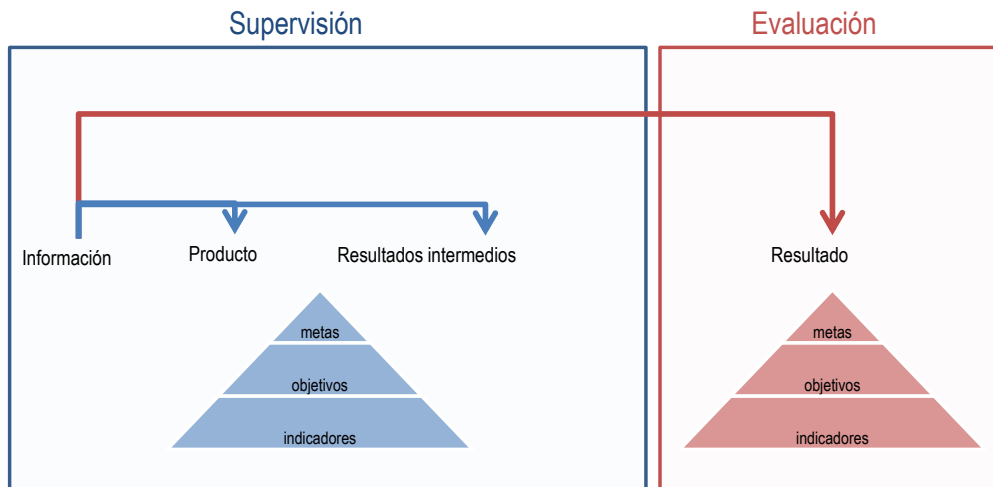 Supervisión
Evaluación
Información
Producto
Resultados intermedios
Resultado
metas
objetivos
indicadores
metas
objetivos
indicadores